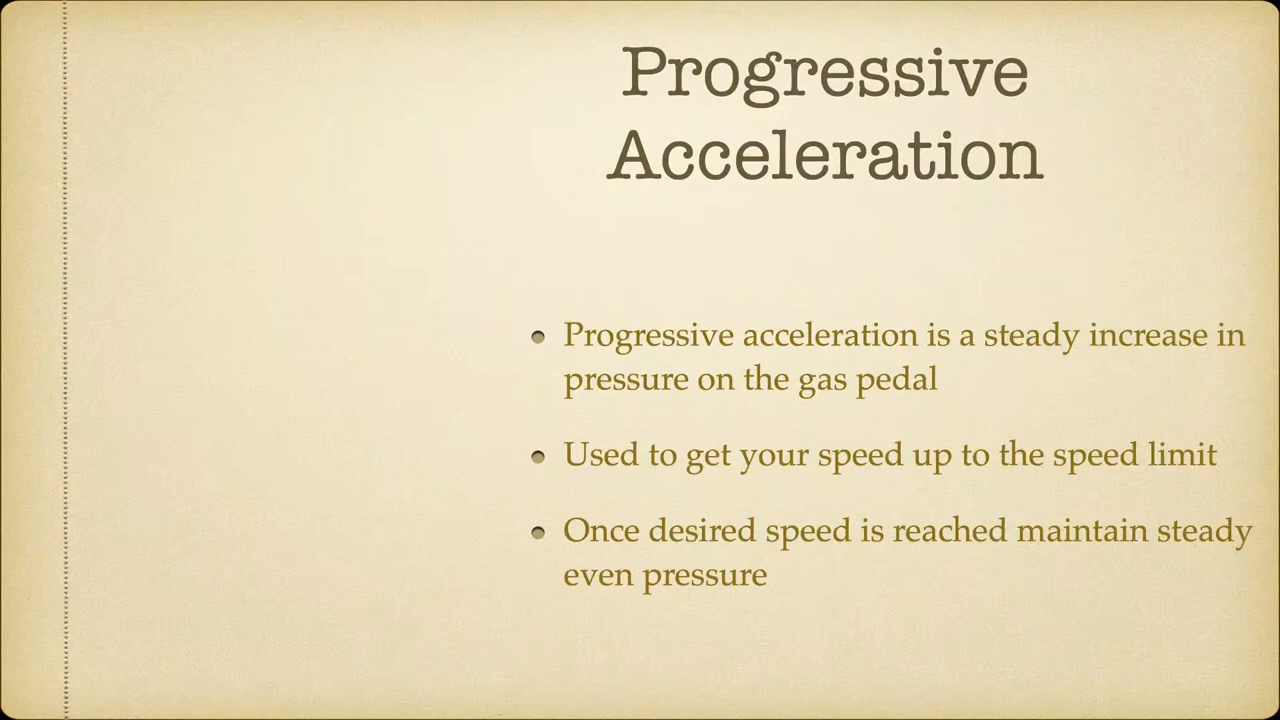 Progressive
Acceleration
• Progressive acceleration is a steady increase in
pressure on the gas pedal
• Used to get your speed up to the speed limit
• Once desired speed is reached maintain steady
even pressure